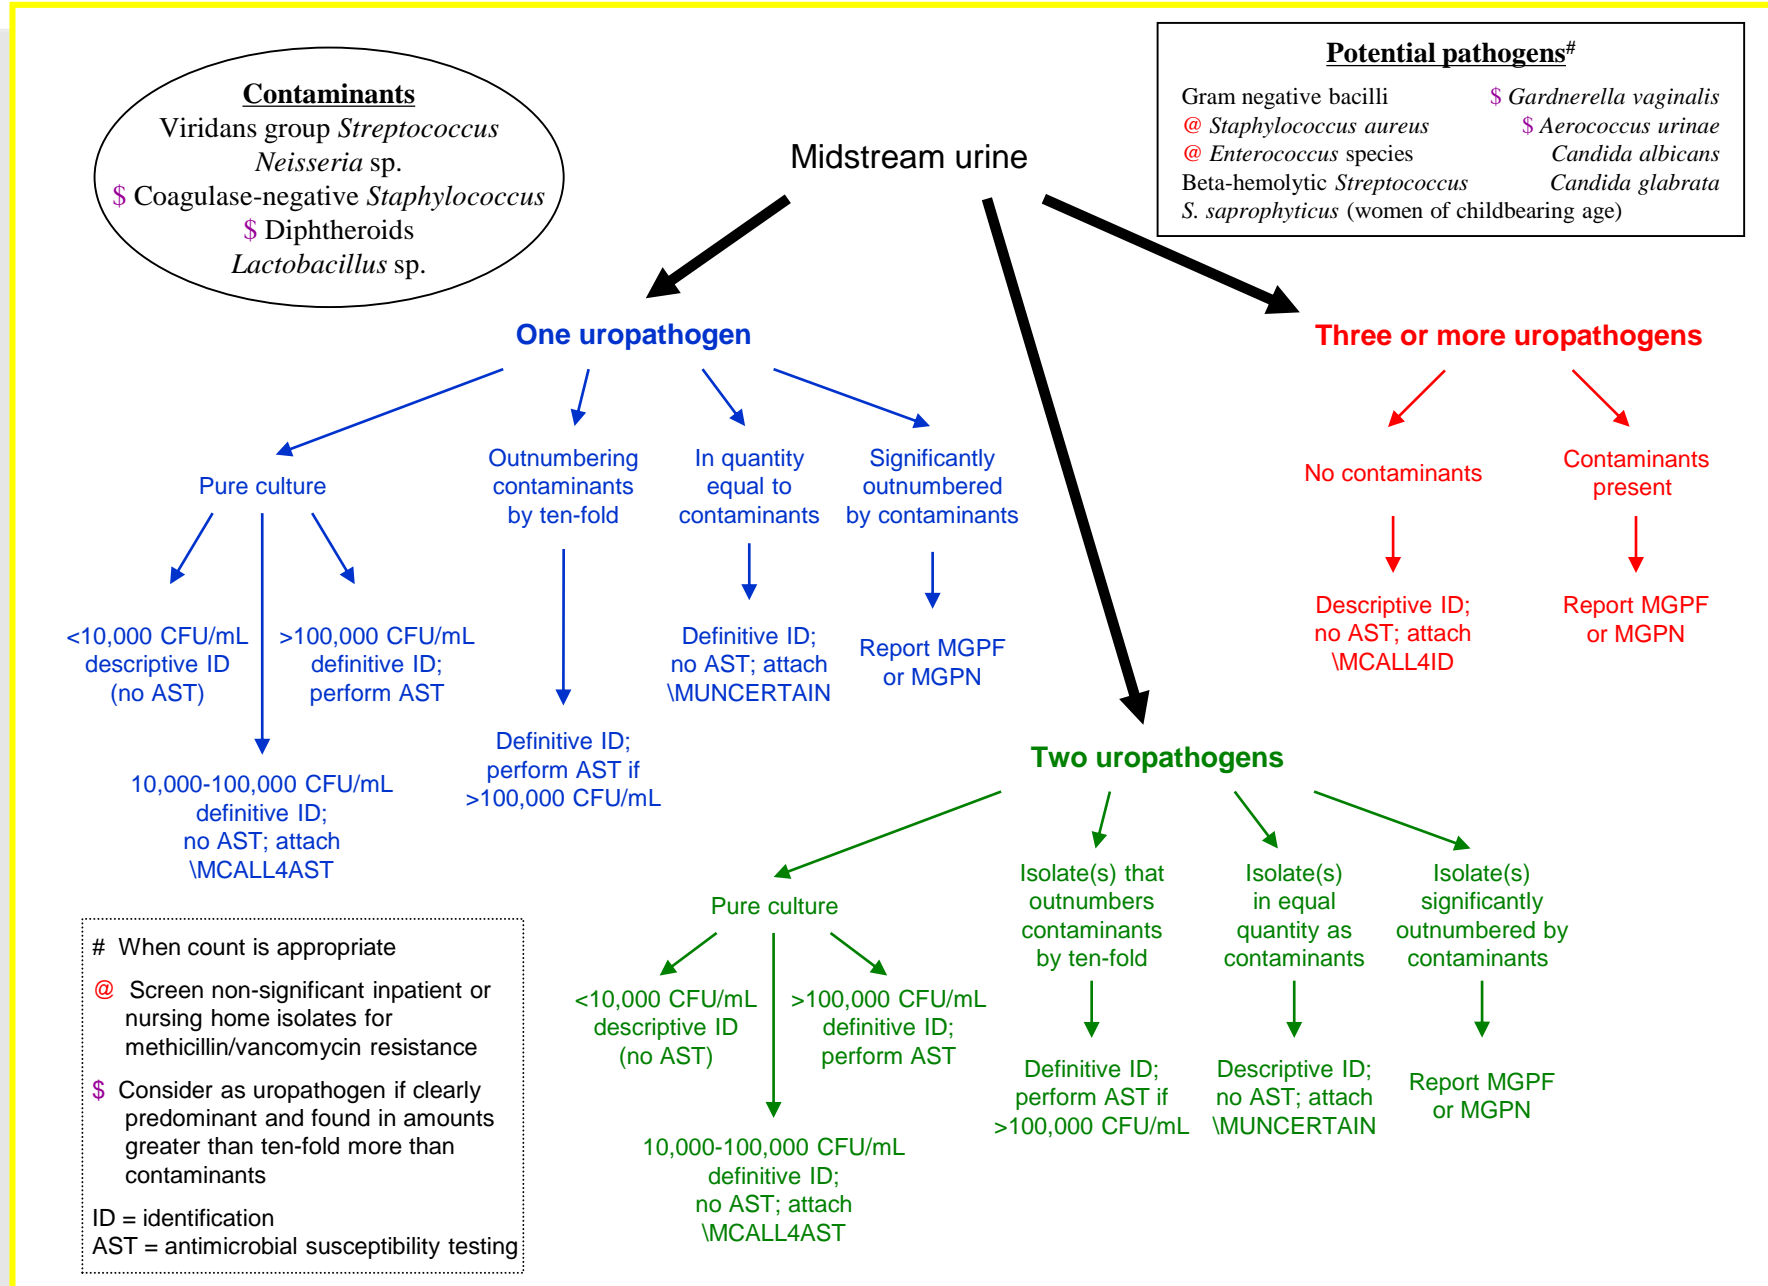 Contaminants
Viridans group Streptococcus
Neisseria sp.
$ Coagulase-negative Staphylococcus
$ Diphtheroids
Lactobacillus sp.
Potential pathogens#
Gram negative bacilli
$ Gardnerella vaginalis
@ Staphylococcus aureus
$ Aerococcus urinae
@ Enterococcus species
Candida albicans
Beta-hemolytic Streptococcus
Candida glabrata
S. saprophyticus (women of childbearing age)
Midstream urine
One uropathogen
Pure culture
<10,000 CFU/mL
descriptive ID
(no AST)
10,000-100,000 CFU/mL
definitive ID;
no AST; attach
\MCALL4AST
>100,000 CFU/mL
definitive ID;
perform AST
Outnumbering
contaminants
by ten-fold
Definitive ID;
perform AST if
>100,000 CFU/mL
In quantity
equal to
contaminants
Definitive ID;
no AST; attach
\MUNCERTAIN
Significantly
outnumbered
by contaminants
Report MGPF
or MGPN
Three or more uropathogens
No contaminants
Descriptive ID;
no AST; attach
\MCALL4ID
Contaminants
present
Report MGPF
or MGPN
Two uropathogens
Pure culture
<10,000 CFU/mL
descriptive ID
(no AST)
10,000-100,000 CFU/mL
definitive ID;
no AST; attach
\MCALL4AST
>100,000 CFU/mL
definitive ID;
perform AST
Isolate(s) that
outnumbers
contaminants
by ten-fold
Definitive ID;
perform AST if
>100,000 CFU/mL
Isolate(s)
in equal
quantity as
contaminants
Descriptive ID;
no AST; attach
\MUNCERTAIN
Isolate(s)
significantly
outnumbered by
contaminants
Report MGPF
or MGPN
# When count is appropriate
@ Screen non-significant inpatient or
nursing home isolates for
methicillin/vancomycin resistance
$ Consider as uropathogen if clearly
predominant and found in amounts
greater than ten-fold more than
contaminants
ID = identification
AST = antimicrobial susceptibility testing